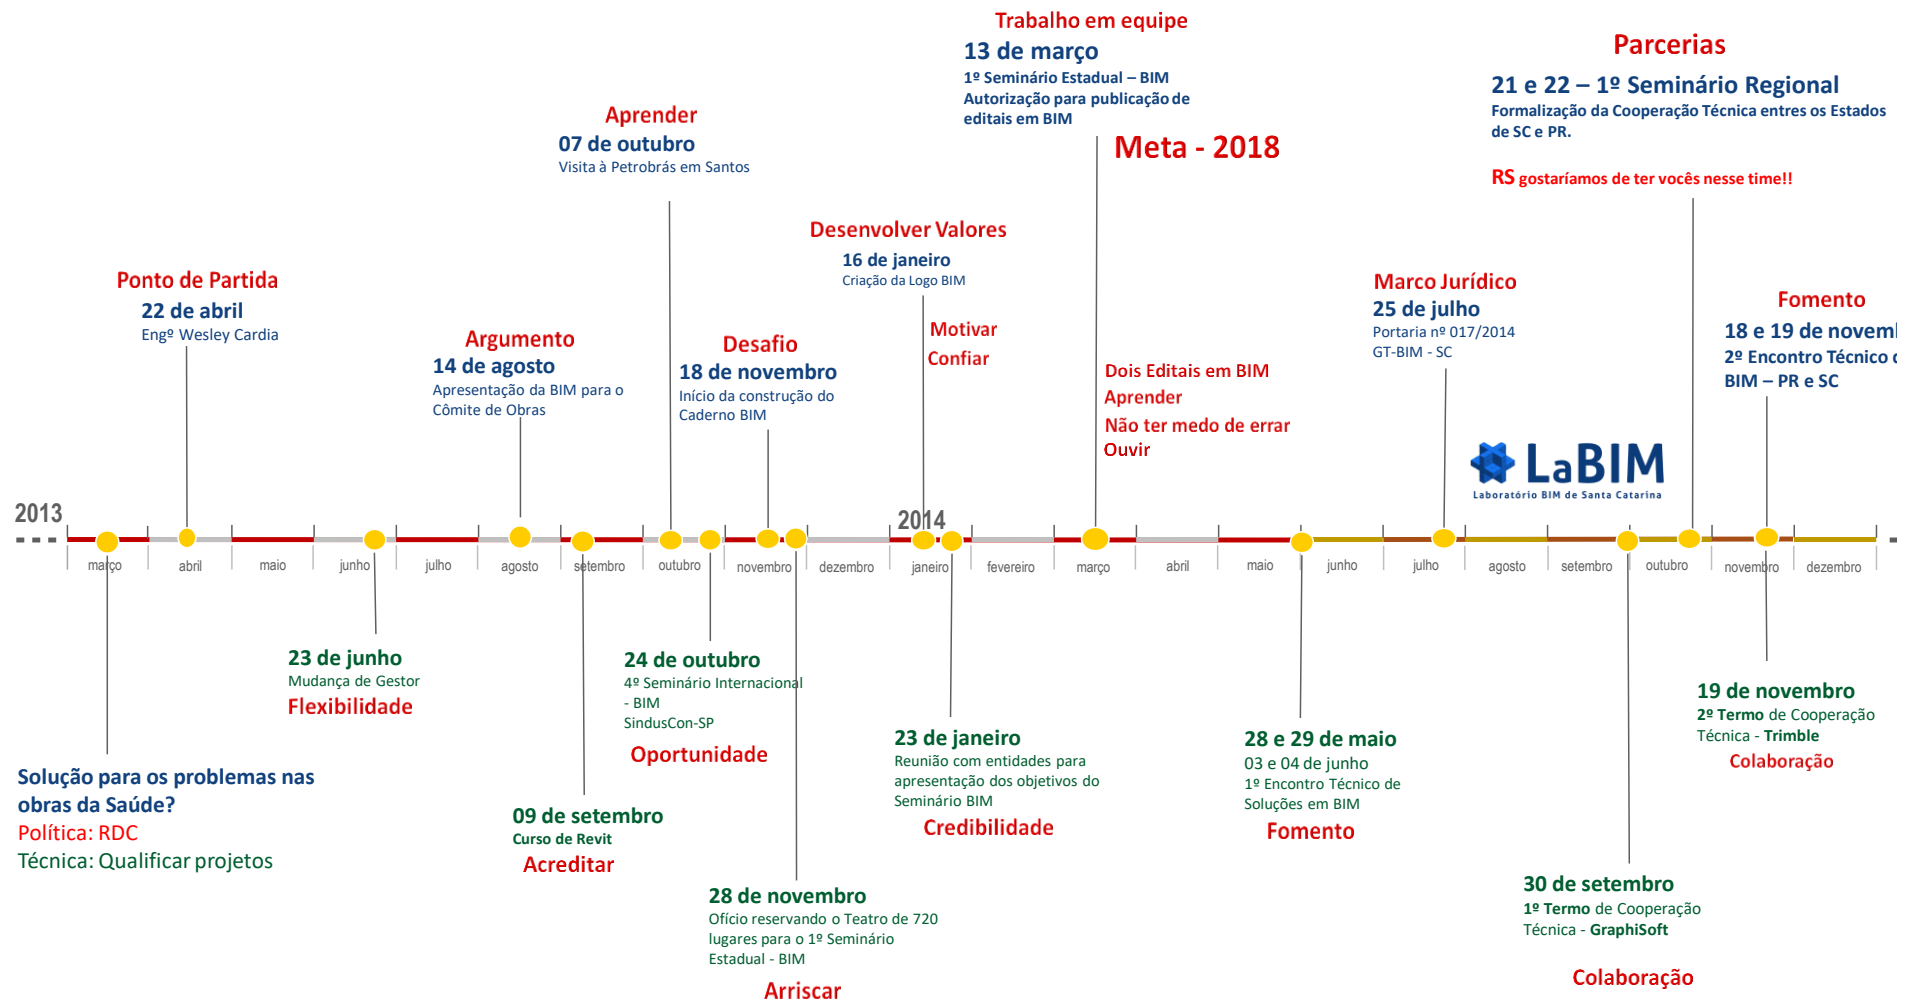 Trabalho em equipe
13 de março
1º Seminário Estadual – BIM
Autorização para publicação de
editais em BIM
Meta - 2018
Parcerias
21 e 22 – 1º Seminário Regional
Formalização da Cooperação Técnica entres os Estados
de SC e PR.
RS gostaríamos de ter vocês nesse time!!
Aprender
07 de outubro
Visita à Petrobrás em Santos
Desenvolver Valores
16 de janeiro
Criação da Logo BIM
Motivar
Confiar
Ponto de Partida
22 de abril
Engº Wesley Cardia
Argumento
14 de agosto
Apresentação da BIM para o
Cômite de Obras
Desafio
18 de novembro
Início da construção do
Caderno BIM
Dois Editais em BIM
Aprender
Não ter medo de errar
Ouvir
Marco Jurídico
25 de julho
Portaria nº 017/2014
GT-BIM - SC
Fomento
18 e 19 de novem
2º Encontro Técnico
BIM – PR e SC
LaBIM
Laboratório BIM de Santa Catarina
2013
2014
março abril maio junho julho agosto setembro outubro novembro dezembro janeiro fevereiro março abril maio junho julho agosto setembro outubro novembro dezembro
Solução para os problemas nas
obras da Saúde?
Política: RDC
Técnica: Qualificar projetos
23 de junho
Mudança de Gestor
Flexibilidade
09 de setembro
Curso de Revit
Acreditar
24 de outubro
4º Seminário Internacional
- BIM
SindusCon-SP
Oportunidade
28 de novembro
Ofício reservando o Teatro de 720
lugares para o 1º Seminário
Estadual - BIM
Arriscar
23 de janeiro
Reunião com entidades para
apresentação dos objetivos do
Seminário BIM
Credibilidade
28 e 29 de maio
03 e 04 de junho
1º Encontro Técnico de
Soluções em BIM
Fomento
30 de setembro
1º Termo de Cooperação
Técnica - GraphiSoft
Colaboração
19 de novembro
2º Termo de Cooperação
Técnica - Trimble
Colaboração